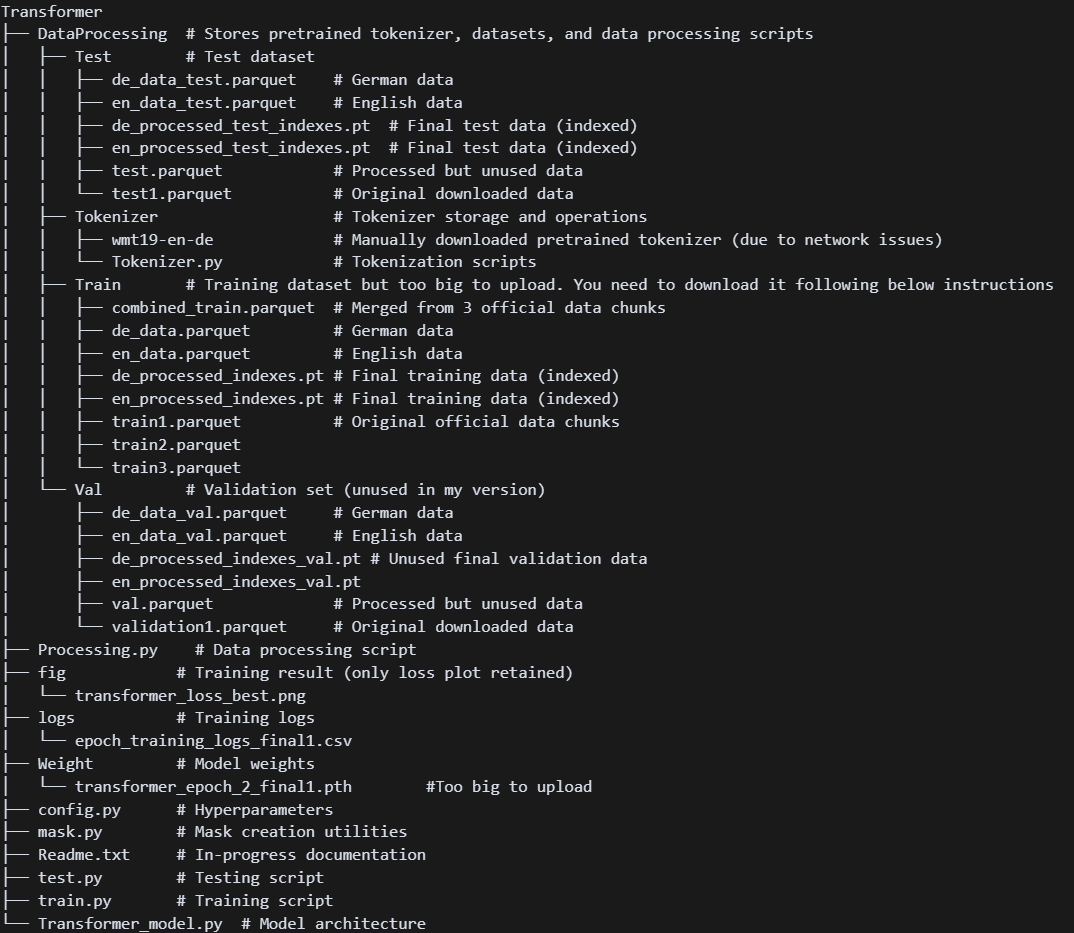 Transformer
├── DataProcessing  # Stores pretrained tokenizer, datasets, and data processing scripts
│   ├── Test        # Test dataset
│   │   ├── de_data_test.parquet    # German data
│   │   ├── en_data_test.parquet    # English data
│   │   ├── de_processed_test_indexes.pt  # Final test data (indexed)
│   │   ├── en_processed_test_indexes.pt  # Final test data (indexed)
│   │   ├── test.parquet            # Processed but unused data
│   │   └── test1.parquet           # Original downloaded data
│   ├── Tokenizer                   # Tokenizer storage and operations
│   │   ├── wmt19-en-de             # Manually downloaded pretrained tokenizer (due to network issues)
│   │   └── Tokenizer.py            # Tokenization scripts
│   ├── Train       # Training dataset but too big to upload. You need to download it following below instructions
│   │   ├── combined_train.parquet  # Merged from 3 official data chunks
│   │   ├── de_data.parquet         # German data
│   │   ├── en_data.parquet         # English data
│   │   ├── de_processed_indexes.pt # Final training data (indexed)
│   │   ├── en_processed_indexes.pt # Final training data (indexed)
│   │   ├── train1.parquet          # Original official data chunks
│   │   ├── train2.parquet
│   │   └── train3.parquet
│   └── Val         # Validation set (unused in my version)
│       ├── de_data_val.parquet     # German data
│       ├── en_data_val.parquet     # English data
│       ├── de_processed_indexes_val.pt # Unused final validation data
│       ├── en_processed_indexes_val.pt
│       ├── val.parquet             # Processed but unused data
│       └── validation1.parquet     # Original downloaded data
├── Processing.py    # Data processing script
├── fig            # Training result (only loss plot retained)
│   └── transformer_loss_best.png
├── logs           # Training logs
│   └── epoch_training_logs_final1.csv
├── Weight         # Model weights
│   └── transformer_epoch_2_final1.pth        #Too big to upload
├── config.py      # Hyperparameters
├── mask.py        # Mask creation utilities
├── Readme.txt     # In-progress documentation
├── test.py        # Testing script
├── train.py       # Training script
└── Transformer_model.py  # Model architecture